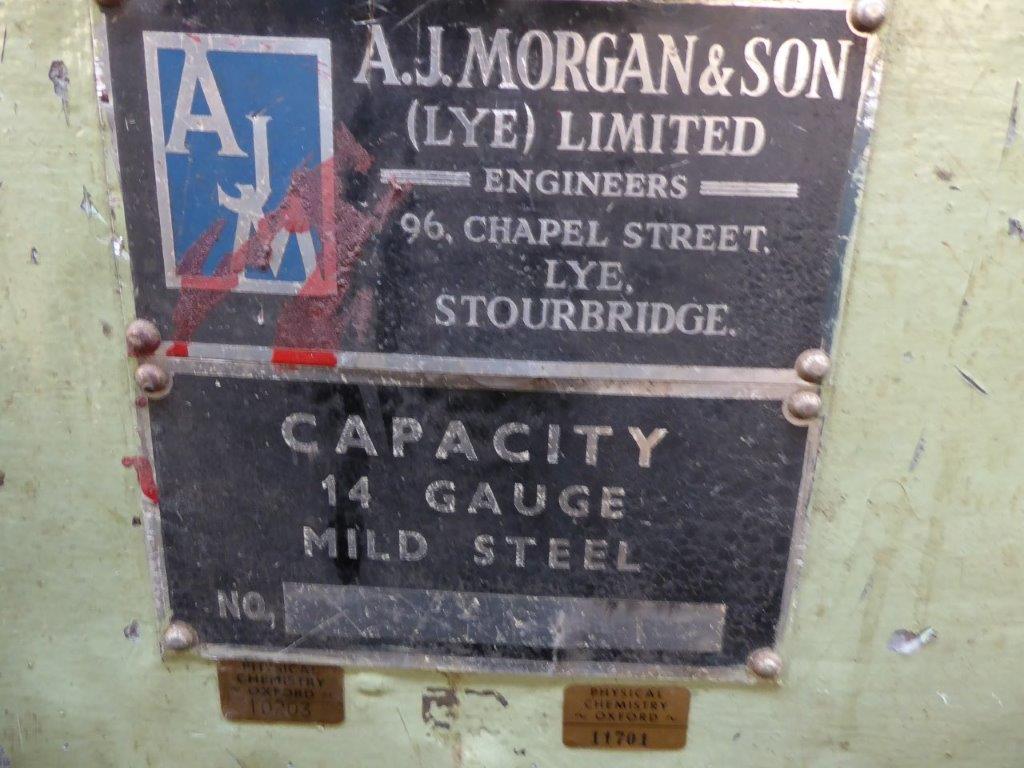 AJM
A.J.MORGAN & SON
(LYE) LIMITED
ENGINEERS
96, CHAPEL STREET,
LYE,
STOURBRIDGE.
CAPACITY
14 GAUGE
MILD STEEL
NO,
PHYSICAL
CHEMISTRY
~ OXFORD ~
10203
PHYSICAL
CHEMISTRY
~ OXFORD ~
11701